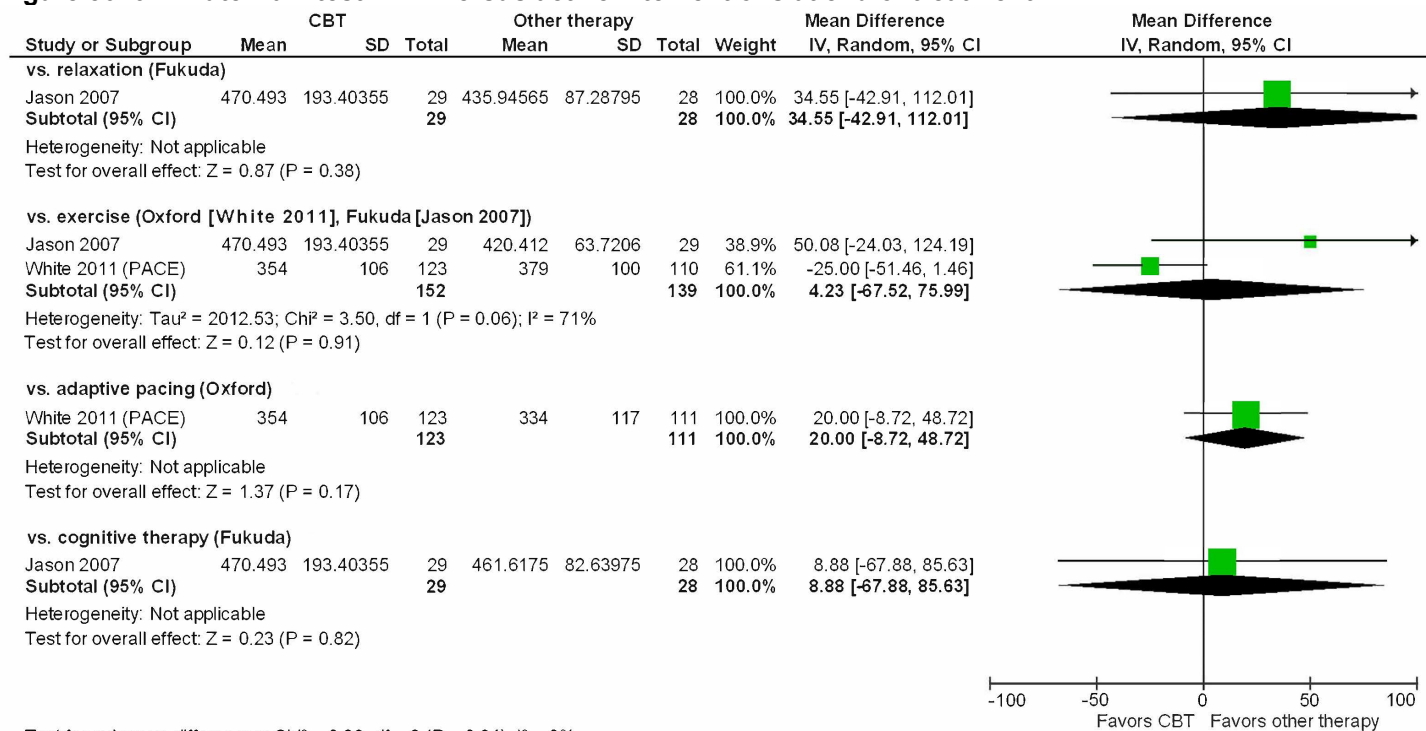 CBT Other therapy Mean Difference Mean Difference
Study or Subgroup Mean SD Total Mean SD Total Weight IV, Random, 95% CI IV, Random, 95% CI
vs. relaxation (Fukuda)
Jason 2007 470.493 193.40355 29 435.94565 87.28795 28 100.0% 34.55 [-42.91, 112.01]
Subtotal (95% CI) 29 28 100.0% 34.55 [-42.91, 112.01]
Heterogeneity: Not applicable
Test for overall effect: Z = 0.87 (P = 0.38)
vs. exercise (Oxford [White 2011], Fukuda [Jason 2007])
Jason 2007 470.493 193.40355 29 420.412 63.7206 29 38.9% 50.08 [-24.03, 124.19]
White 2011 (PACE) 354 106 123 379 100 110 61.1% -25.00 [-51.46, 1.46]
Subtotal (95% CI) 152 139 100.0% 4.23 [-67.52, 75.99]
Heterogeneity: Tau² = 2012.53; Chi² = 3.50, df = 1 (P = 0.06); I² = 71%
Test for overall effect: Z = 0.12 (P = 0.91)
vs. adaptive pacing (Oxford)
White 2011 (PACE) 354 106 123 334 117 111 100.0% 20.00 [-8.72, 48.72]
Subtotal (95% CI) 123 111 100.0% 20.00 [-8.72, 48.72]
Heterogeneity: Not applicable
Test for overall effect: Z = 1.37 (P = 0.17)
vs. cognitive therapy (Fukuda)
Jason 2007 470.493 193.40355 29 461.6175 82.63975 28 100.0% 8.88 [-67.88, 85.63]
Subtotal (95% CI) 29 28 100.0% 8.88 [-67.88, 85.63]
Heterogeneity: Not applicable
Test for overall effect: Z = 0.23 (P = 0.82)
-100 -50 0 50 100
Favors CBT Favors other therapy